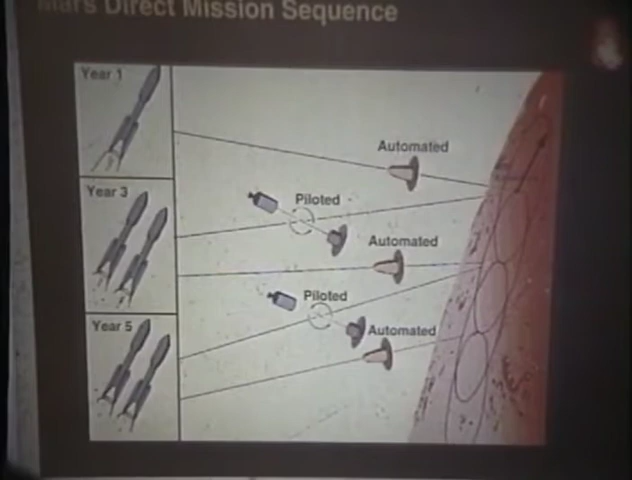 Mars Direct Mission Sequence
Year 1
Automated
Year 3
Piloted
Automated
Piloted
Year 5
Automated